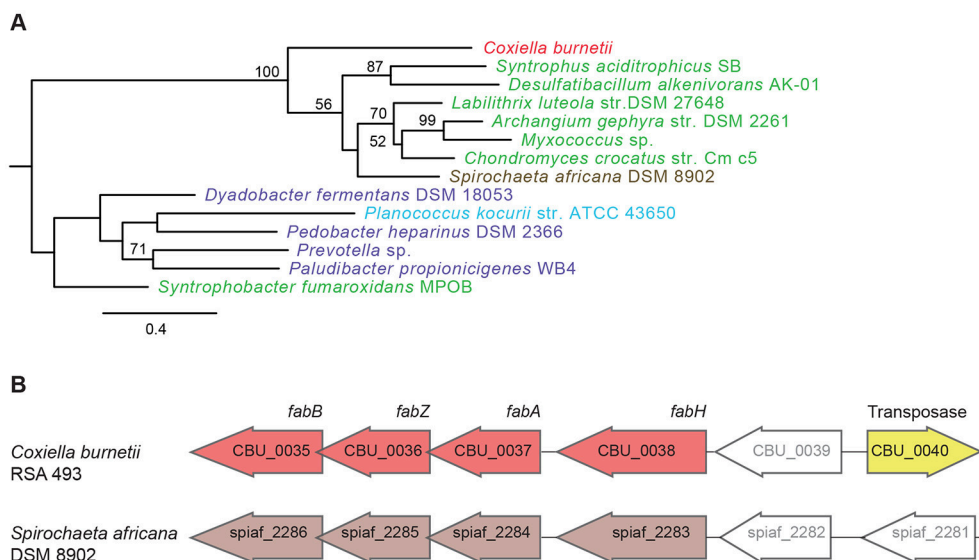 A
Coxiella burnetii
100
87
Syntrophus aciditrophicus SB
Desulfatibacillum alkenivorans AK-01
56
70
Labilithrix luteola str.DSM 27648
99
Archangium gephyra str. DSM 2261
52
Myxococcus sp.
Chondromyces crocatus str. Cm c5
Spirochaeta africana DSM 8902
Dyadobacter fermentans DSM 18053
Planococcus kocurii str. ATCC 43650
Pedobacter heparinus DSM 2366
71
Prevotella sp.
Paludibacter propionicigenes WB4
Syntrophobacter fumaroxidans MPOB
0.4
B
fabB fabZ fabA fabH Transposase
Coxiella burnetii
RSA 493
CBU_0035 CBU_0036 CBU_0037 CBU_0038 CBU_0039 CBU_0040
Spirochaeta africana
DSM 8902
spiaf_2286 spiaf_2285 spiaf_2284 spiaf_2283 spiaf_2282 spiaf_2281